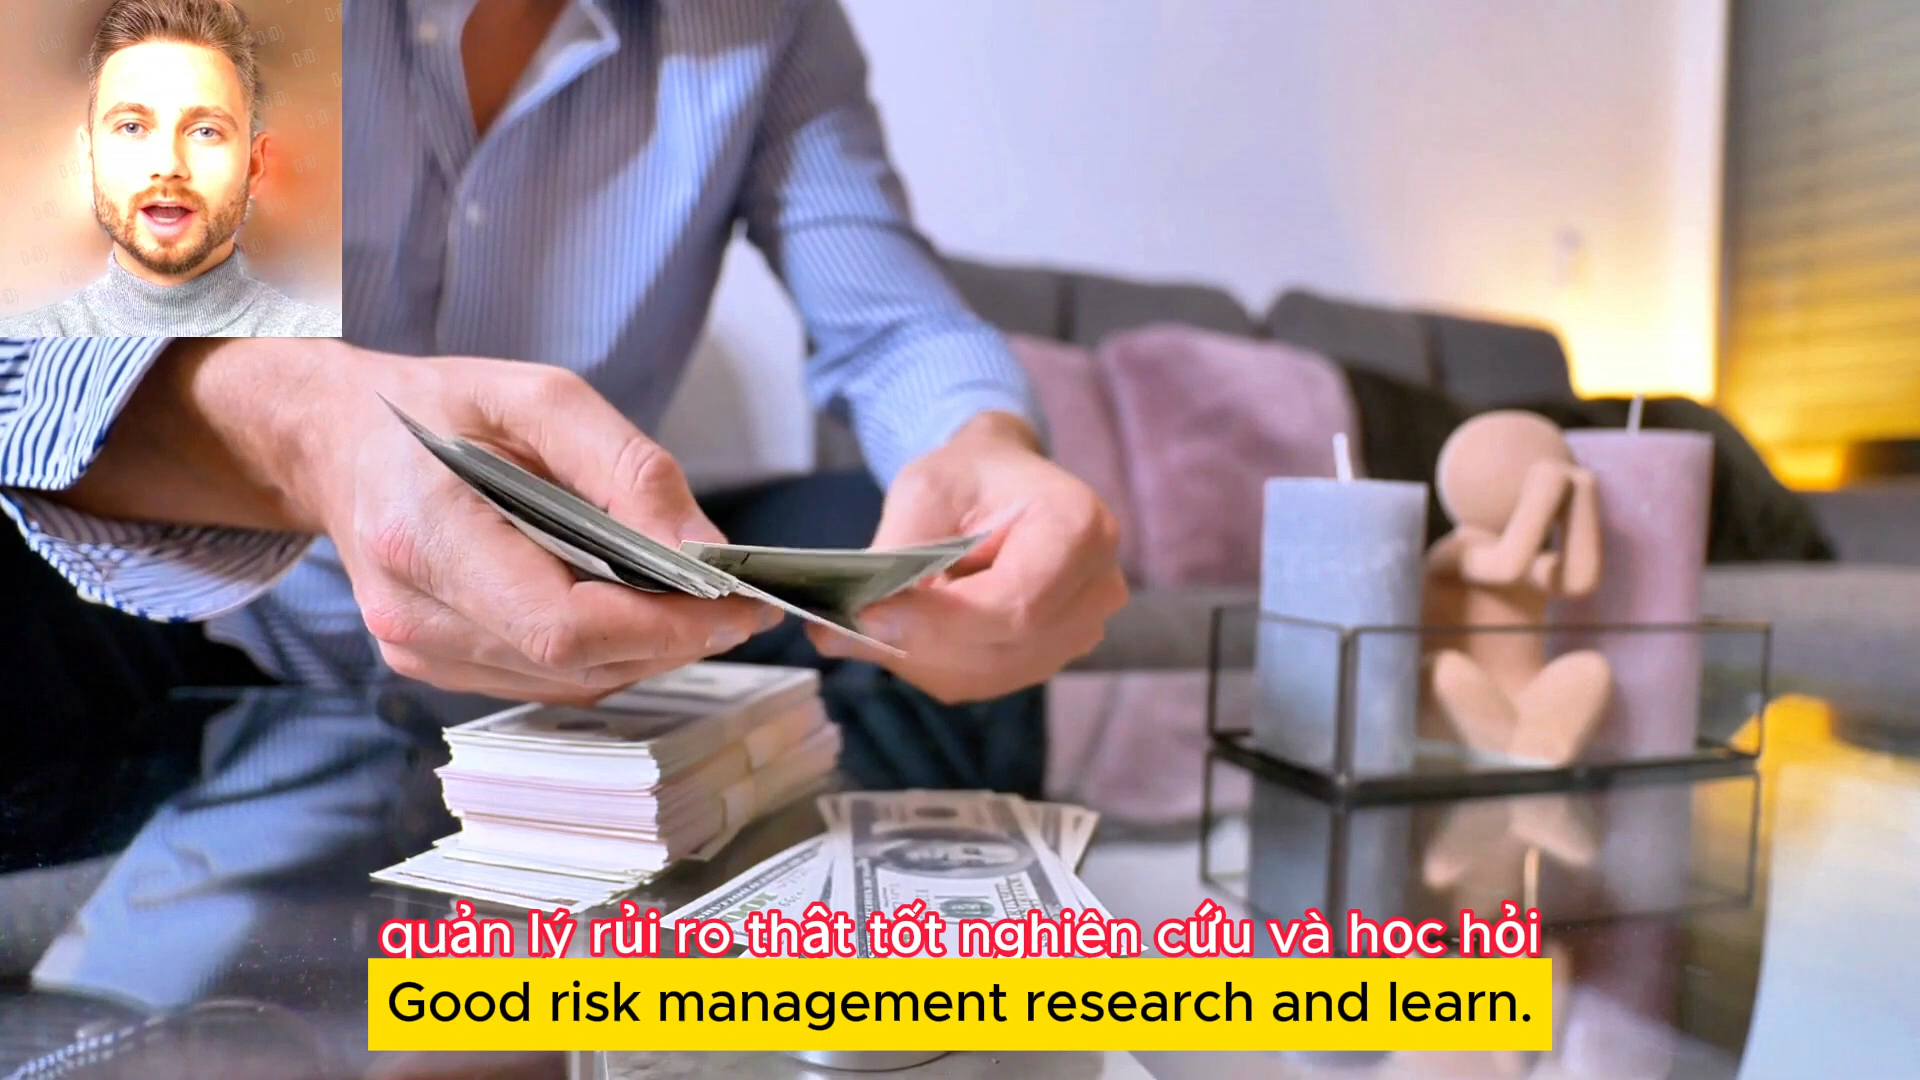 quản lý rủi ro thật tốt nghiên cứu và học hỏi
Good risk management research and learn.